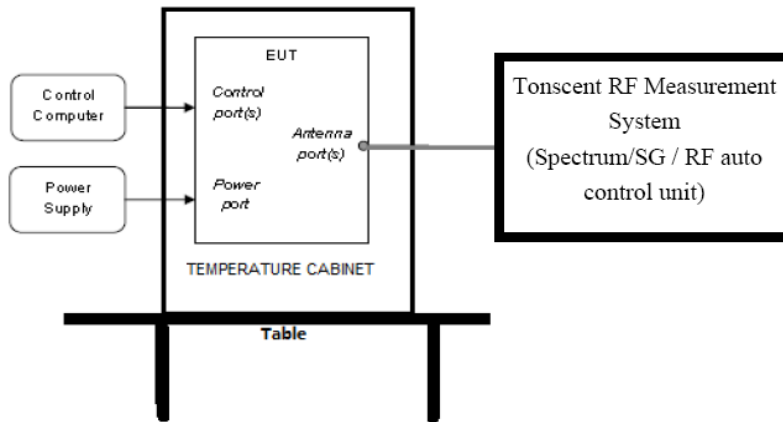 EUT
Control
Computer
Control
port(s)
Antenna
port(s)
Power
Supply
Power
port
TEMPERATURE CABINET
Table
Tonscent RF Measurement
System
(Spectrum/SG / RF auto
control unit)